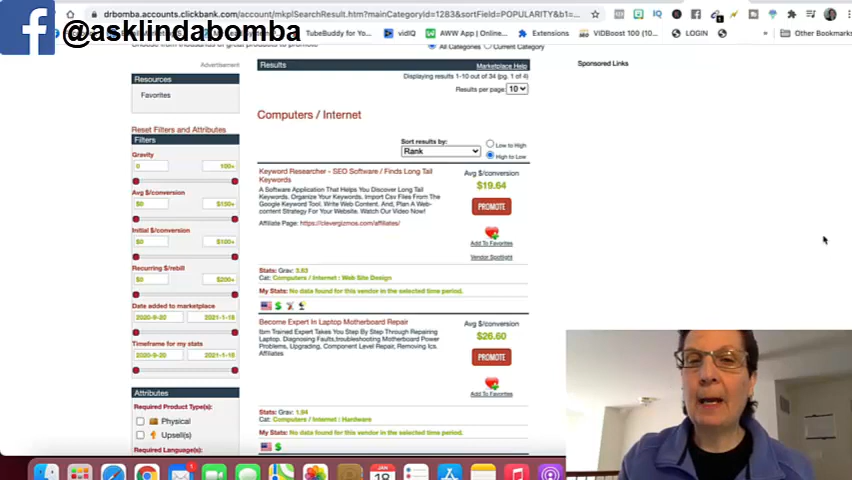 @asklindabomba
drbomba.accounts.clickbank.com/account/mkplSearchResult.htm?mainCategoryId=1283&sortField=POPULARITY&b1=...
TubeBuddy for You...
vidIQ
AWW App | Online...
Extensions
VIDBoost 100 (10...
LOGIN
»
Other Bookmarks
All Categories
Current Category
Advertisement
Resources
Favorites
Reset Filters and Attributes
Filters
Gravity
0
100+
Avg $/conversion
$0
$150+
Initial $/conversion
$0
$100+
Recurring $/rebill
$0
$200+
Date added to marketplace
2020-9-20
2021-1-18
Timeframe for my stats
2020-9-20
2021-1-18
Attributes
Required Product Type(s):
Physical
Upsell(s)
Required Language(s):
Results
Marketplace Help
Displaying results 1-10 out of 34 (pg. 1 of 4)
Results per page: 10
Computers / Internet
Sort results by:
Rank
Low to High
High to Low
Keyword Researcher - SEO Software / Finds Long Tail
Keywords
A Software Application That Helps You Discover Long Tail
Keywords. Organize Your Keywords. Import Csv Files From The
Google Keyword Tool. Write Web Content. And, Plan A Web-
content Strategy For Your Website. Watch Our Video Now!
Affiliate Page: https://clevergizmos.com/affiliates/
Avg $/conversion
$19.64
PROMOTE
Add To Favorites
Vendor Spotlight
Stats: Grav: 3.63
Cat: Computers / Internet : Web Site Design
My Stats: No data found for this vendor in the selected time period.
Become Expert In Laptop Motherboard Repair
Ibm Trained Expert Takes You Step By Step Through Repairing
Laptop. Diagnosing Faults,troubleshooting Motherboard Power
Problems, Upgrading, Component Level Repair, Removing Ics.
Affiliates
Avg $/conversion
$26.60
PROMOTE
Add To Favorites
Stats: Grav: 1.94
Cat: Computers / Internet : Hardware
My Stats: No data found for this vendor in the selected time period.
Sponsored Links
JAN
18